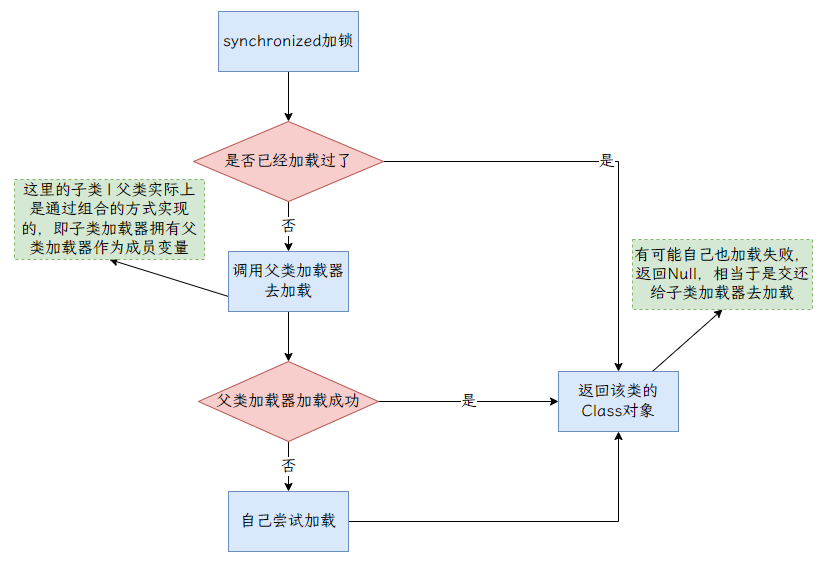 synchronized加锁
是否已经加载过了
是
这里的子类|父类实际上
是通过组合的方式实现
的，即子类加载器拥有父
类加载器作为成员变量
否
调用父类加载器
去加载
有可能自己也加载失败，
返回Null，相当于是交还
给子类加载器去加载
父类加载器加载成功
是
返回该类的
Class对象
否
自己尝试加载